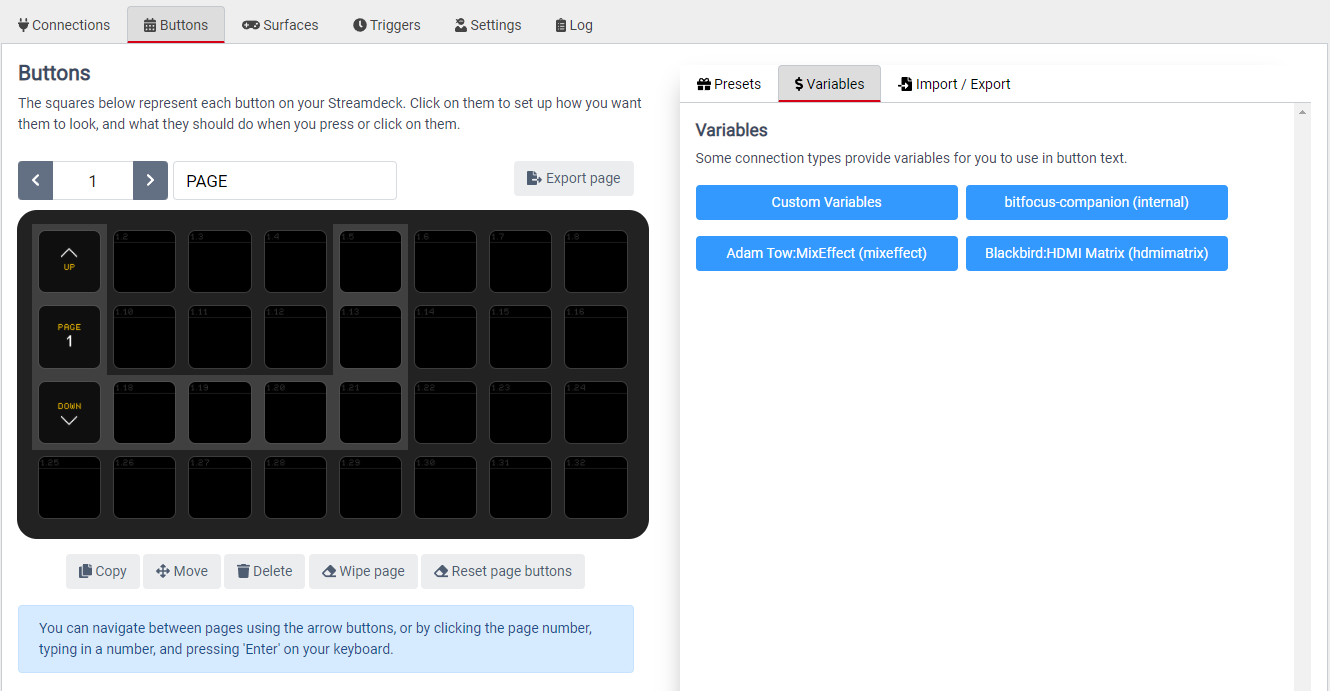 Connections Buttons Surfaces Triggers Settings Log
Buttons
The squares below represent each button on your Streamdeck. Click on them to set up how you want
them to look, and what they should do when you press or click on them.
1 PAGE Export page
UP 1.2 1.3 1.4 1.5 1.6 1.7 1.8
PAGE 1.10 1.11 1.12 1.13 1.14 1.15 1.16
1
DOWN 1.18 1.19 1.20 1.21 1.22 1.23 1.24
1.25 1.26 1.27 1.28 1.29 1.30 1.31 1.32
Copy Move Delete Wipe page Reset page buttons
You can navigate between pages using the arrow buttons, or by clicking the page number,
typing in a number, and pressing 'Enter' on your keyboard.
Presets Variables Import / Export
Variables
Some connection types provide variables for you to use in button text.
Custom Variables bitfocus-companion (internal)
Adam Tow:MixEffect (mixeffect) Blackbird:HDMI Matrix (hdmimatrix)